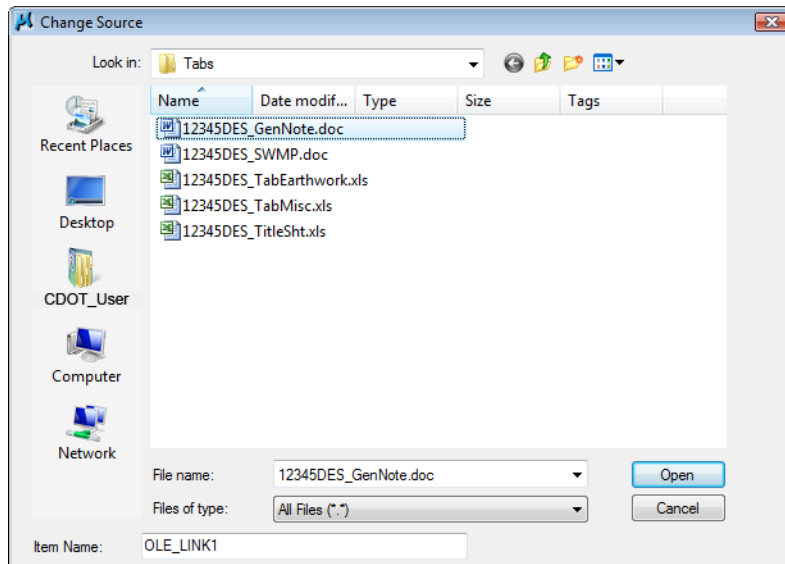 Change Source
Look in: Tabs
Name Date modif... Type Size Tags
12345DES_GenNote.doc
12345DES_SWMP.doc
12345DES_TabEarthwork.xls
12345DES_TabMisc.xls
12345DES_TitleSht.xls
Recent Places
Desktop
CDOT_User
Computer
Network
File name: 12345DES_GenNote.doc Open
Files of type: All Files (*.*) Cancel
Item Name: OLE_LINK1